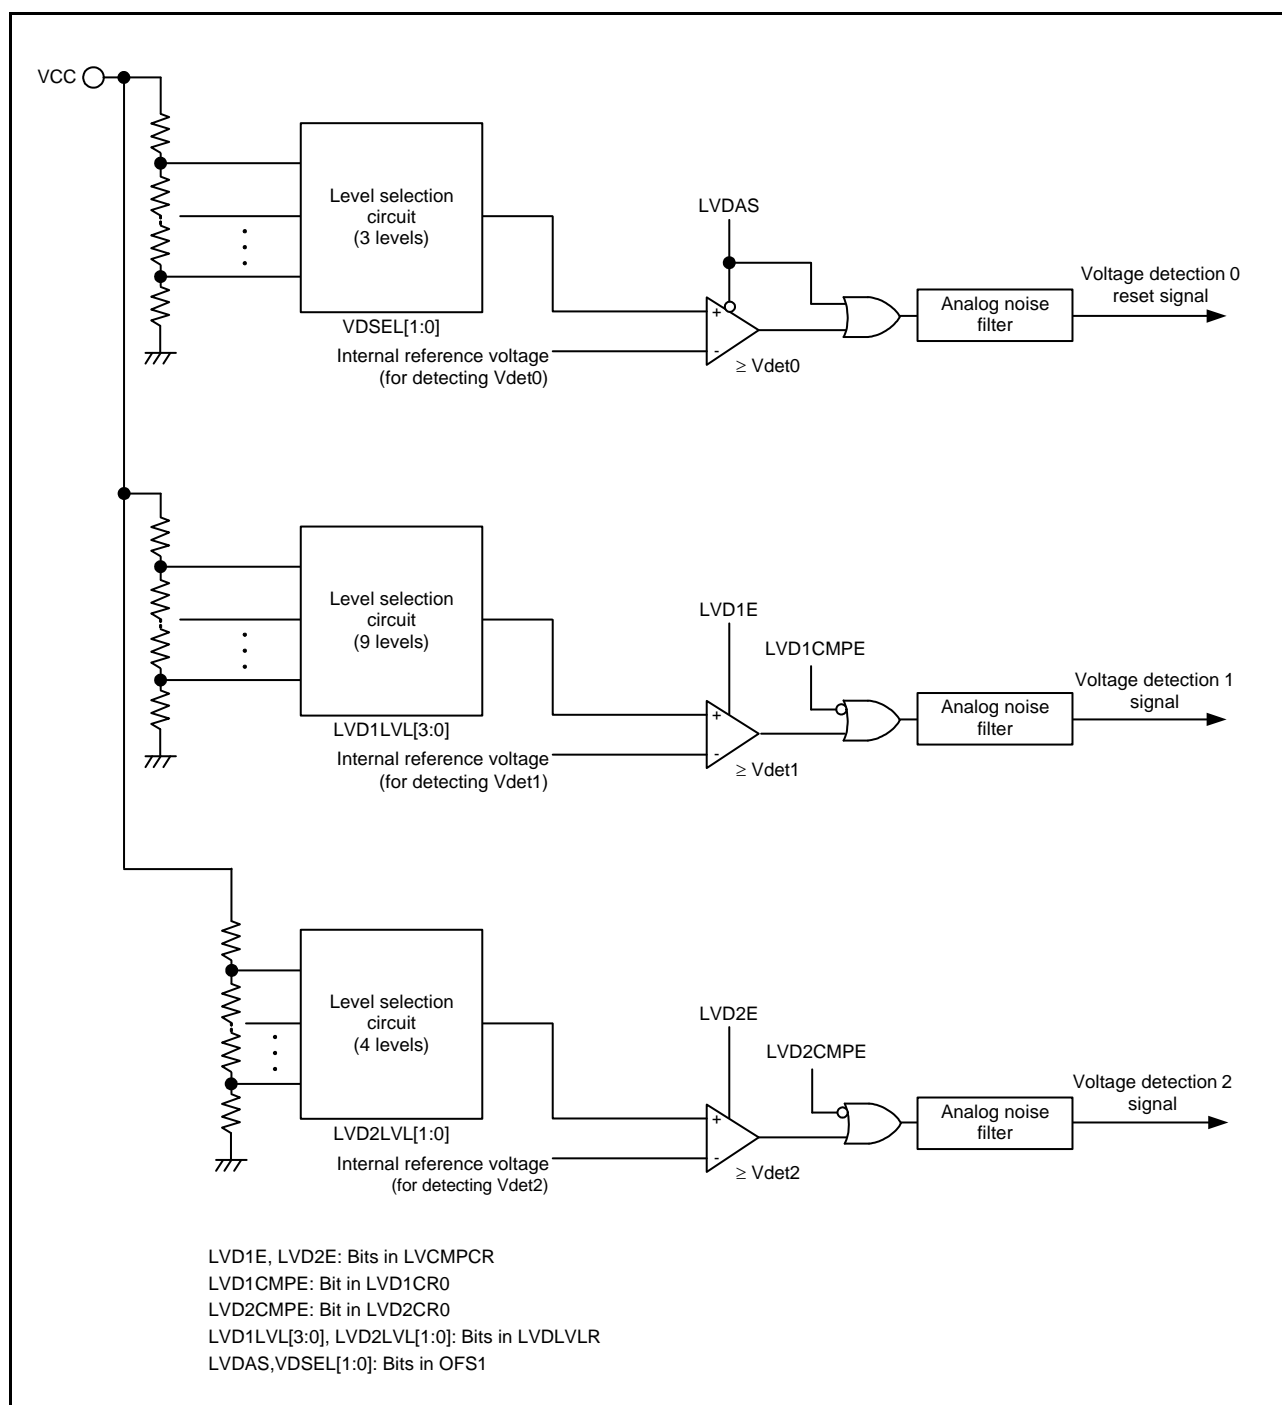 VCC
Level selection
circuit
(3 levels)
VDSEL[1:0]
Internal reference voltage
(for detecting Vdet0)
LVDAS
+
-
≥ Vdet0
Analog noise
filter
Voltage detection 0
reset signal
Level selection
circuit
(9 levels)
LVD1LVL[3:0]
Internal reference voltage
(for detecting Vdet1)
LVD1E
LVD1CMPE
+
-
≥ Vdet1
Analog noise
filter
Voltage detection 1
signal
Level selection
circuit
(4 levels)
LVD2LVL[1:0]
Internal reference voltage
(for detecting Vdet2)
LVD2E
LVD2CMPE
+
-
≥ Vdet2
Analog noise
filter
Voltage detection 2
signal
LVD1E, LVD2E: Bits in LVCMPCR
LVD1CMPE: Bit in LVD1CR0
LVD2CMPE: Bit in LVD2CR0
LVD1LVL[3:0], LVD2LVL[1:0]: Bits in LVDLVLR
LVDAS,VDSEL[1:0]: Bits in OFS1